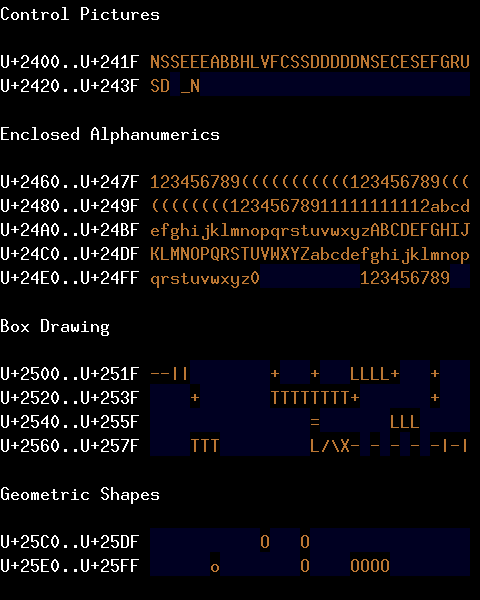 Control Pictures
U+2400..U+241F NSSEEEABBHLVFCSSDDDDDNSECESEFGRU
U+2420..U+243F SD _N
Enclosed Alphanumerics
U+2460..U+247F 123456789(((((((((((123456789(((
U+2480..U+249F ((((((((12345678911111111112abcd
U+24A0..U+24BF efghijklmnopqrstuvwxyzABCDEFGHIJ
U+24C0..U+24DF KLMNOPQRSTUVWXYZabcdefghijklmnop
U+24E0..U+24FF qrstuvwxyz0          123456789
Box Drawing
U+2500..U+251F --||        +   +   LLLL+   +
U+2520..U+253F     +       TTTTTTTT+       +
U+2540..U+255F                 =       LLL
U+2560..U+257F     TTT         L/\X- - - - -|-|
Geometric Shapes
U+25C0..U+25DF            O   O
U+25E0..U+25FF       o        O    OOOO